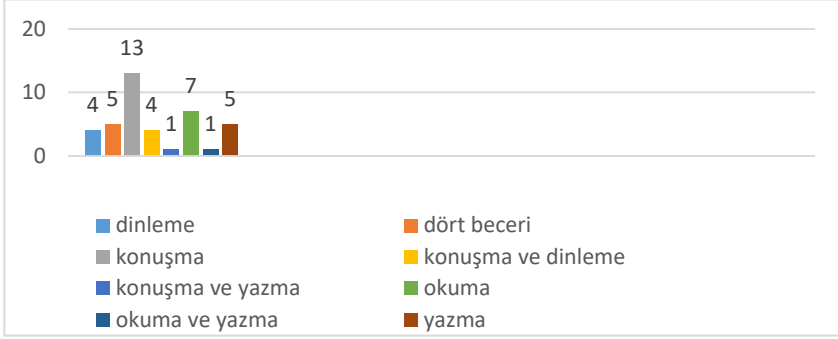 20
13
10
7
4 5 4 5
1 1
0
dinleme dört beceri
konuşma konuşma ve dinleme
konuşma ve yazma okuma
okuma ve yazma yazma